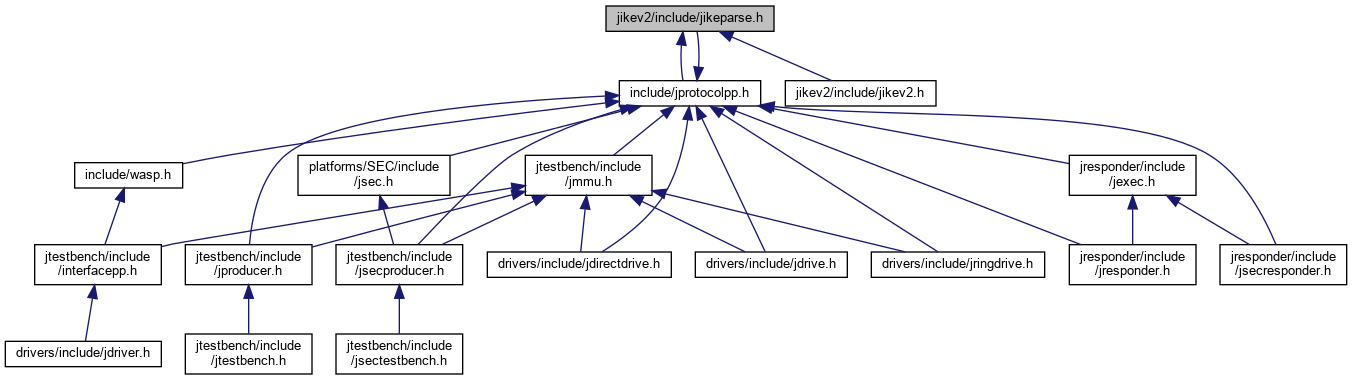 jikev2/include/jikeparse.h
include/jprotocolpp.h
jikev2/include/jikev2.h
include/wasp.h
platforms/SEC/include
/jsec.h
jtestbench/include
/jmmu.h
jresponder/include
/jexec.h
jtestbench/include
/interfacepp.h
jtestbench/include
/jproducer.h
jtestbench/include
/jsecproducer.h
drivers/include/jdirectdrive.h
drivers/include/jdrive.h
drivers/include/jringdrive.h
jresponder/include
/jresponder.h
jresponder/include
/jsecresponder.h
drivers/include/jdriver.h
jtestbench/include
/jtestbench.h
jtestbench/include
/jsectestbench.h